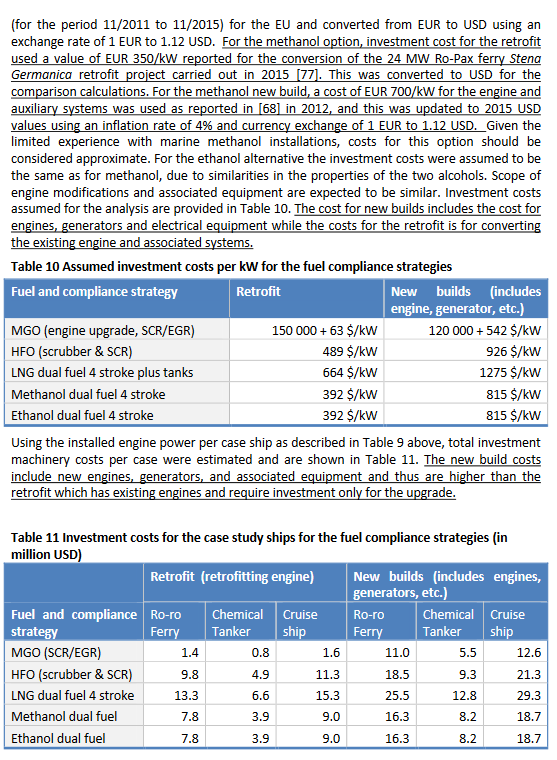 (for the period 11/2011 to 11/2015) for the EU and converted from EUR to USD using an
exchange rate of 1 EUR to 1.12 USD. For the methanol option, investment cost for the retrofit
used a value of EUR 350/kW reported for the conversion of the 24 MW Ro-Pax ferry Stena
Germanica retrofit project carried out in 2015 [77]. This was converted to USD for the
comparison calculations. For the methanol new build, a cost of EUR 700/kW for the engine and
auxiliary systems was used as reported in [68] in 2012, and this was updated to 2015 USD
values using an inflation rate of 4% and currency exchange of 1 EUR to 1.12 USD. Given the
limited experience with marine methanol installations, costs for this option should be
considered approximate. For the ethanol alternative the investment costs were assumed to be
the same as for methanol, due to similarities in the properties of the two alcohols. Scope of
engine modifications and associated equipment are expected to be similar. Investment costs
assumed for the analysis are provided in Table 10. The cost for new builds includes the cost for
engines, generators and electrical equipment while the costs for the retrofit is for converting
the existing engine and associated systems.
Table 10 Assumed investment costs per kW for the fuel compliance strategies
Fuel and compliance strategy Retrofit New builds (includes
engine, generator, etc.)
MGO (engine upgrade, SCR/EGR) 150 000 + 63 $/kW 120 000 + 542 $/kW
HFO (scrubber & SCR) 489 $/kW 926 $/kW
LNG dual fuel 4 stroke plus tanks 664 $/kW 1275 $/kW
Methanol dual fuel 4 stroke 392 $/kW 815 $/kW
Ethanol dual fuel 4 stroke 392 $/kW 815 $/kW
Using the installed engine power per case ship as described in Table 9 above, total investment
machinery costs per case were estimated and are shown in Table 11. The new build costs
include new engines, generators, and associated equipment and thus are higher than the
retrofit which has existing engines and require investment only for the upgrade.
Table 11 Investment costs for the case study ships for the fuel compliance strategies (in
million USD)
Retrofit (retrofitting engine) New builds (includes engines,
generators, etc.)
Fuel and compliance Ro-ro Chemical Cruise Ro-ro Chemical Cruise
strategy Ferry Tanker ship Ferry Tanker ship
MGO (SCR/EGR) 1.4 0.8 1.6 11.0 5.5 12.6
HFO (scrubber & SCR) 9.8 4.9 11.3 18.5 9.3 21.3
LNG dual fuel 4 stroke 13.3 6.6 15.3 25.5 12.8 29.3
Methanol dual fuel 7.8 3.9 9.0 16.3 8.2 18.7
Ethanol dual fuel 7.8 3.9 9.0 16.3 8.2 18.7